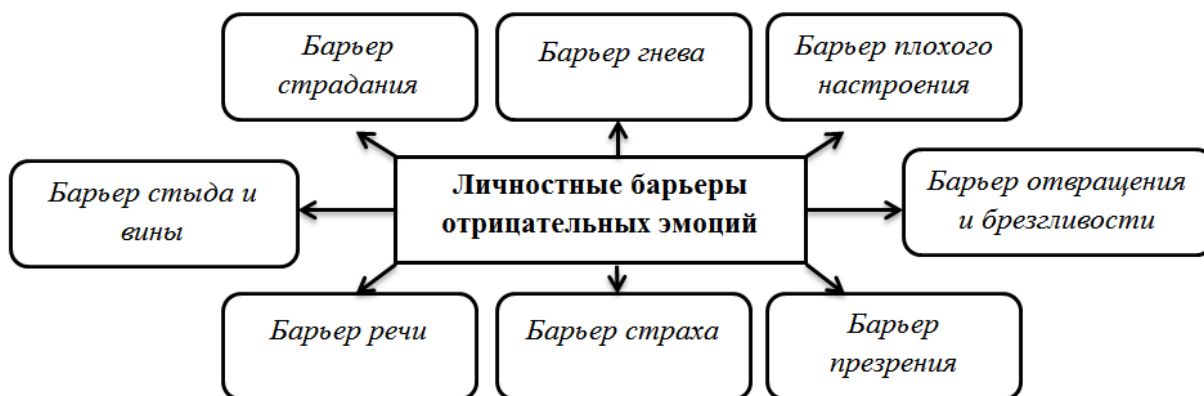 Барьер
страдания
Барьер гнева
Барьер плохого
настроения
Барьер стыда и
вины
Личностные барьеры
отрицательных эмоций
Барьер отвращения
и брезгливости
Барьер речи
Барьер страха
Барьер
презрения